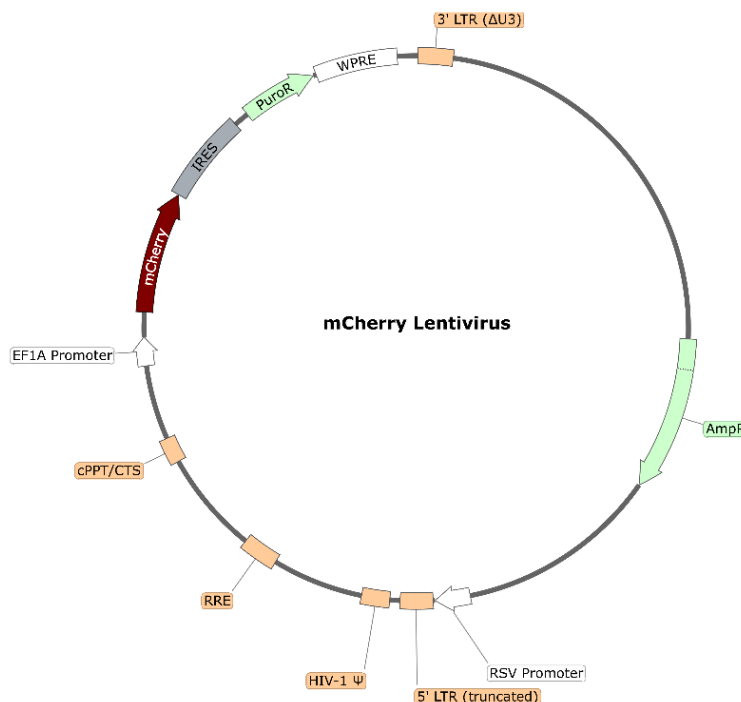 3' LTR (ΔU3)
WPRE
PuroR
IRES
mCherry
mCherry Lentivirus
EF1A Promoter
AmpR
cPPT/CTS
RRE
HIV-1 Ψ
RSV Promoter
5' LTR (truncated)